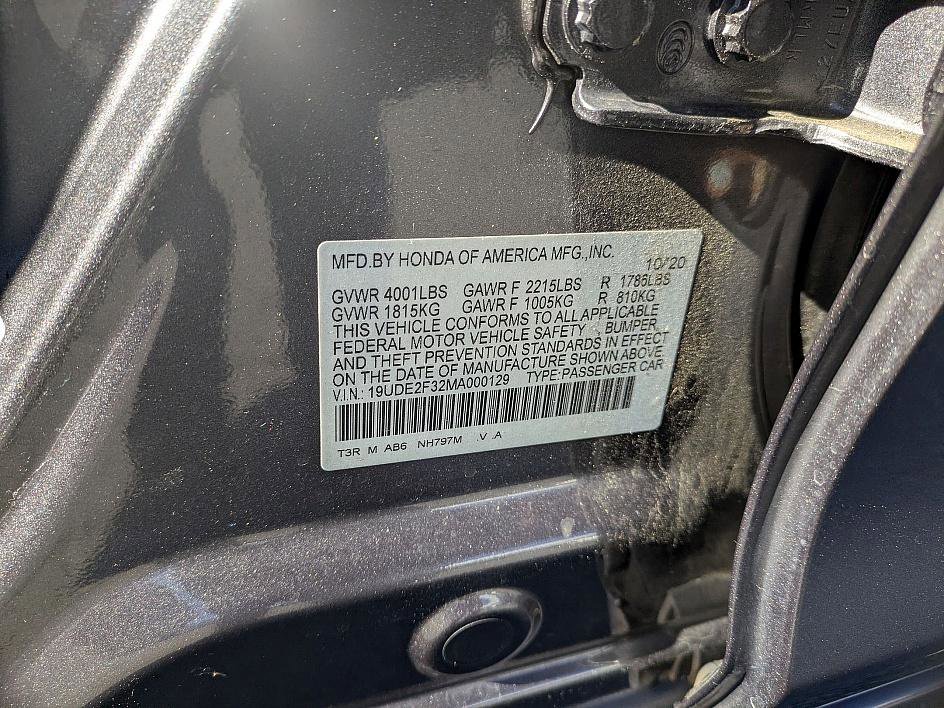 MFD.BY HONDA OF AMERICA MFG.,INC. 10/20
GVWR 4001LBS GAWR F 2215LBS R 1786LBS
GVWR 1815KG GAWR F 1005KG R 810KG
THIS VEHICLE CONFORMS TO ALL APPLICABLE
FEDERAL MOTOR VEHICLE SAFETY , BUMPER,
AND THEFT PREVENTION STANDARDS IN EFFECT
ON THE DATE OF MANUFACTURE SHOWN ABOVE.
V.I.N.: 19UDE2F32MA000129 TYPE:PASSENGER CAR
T3R M AB6 NH797M .V .A